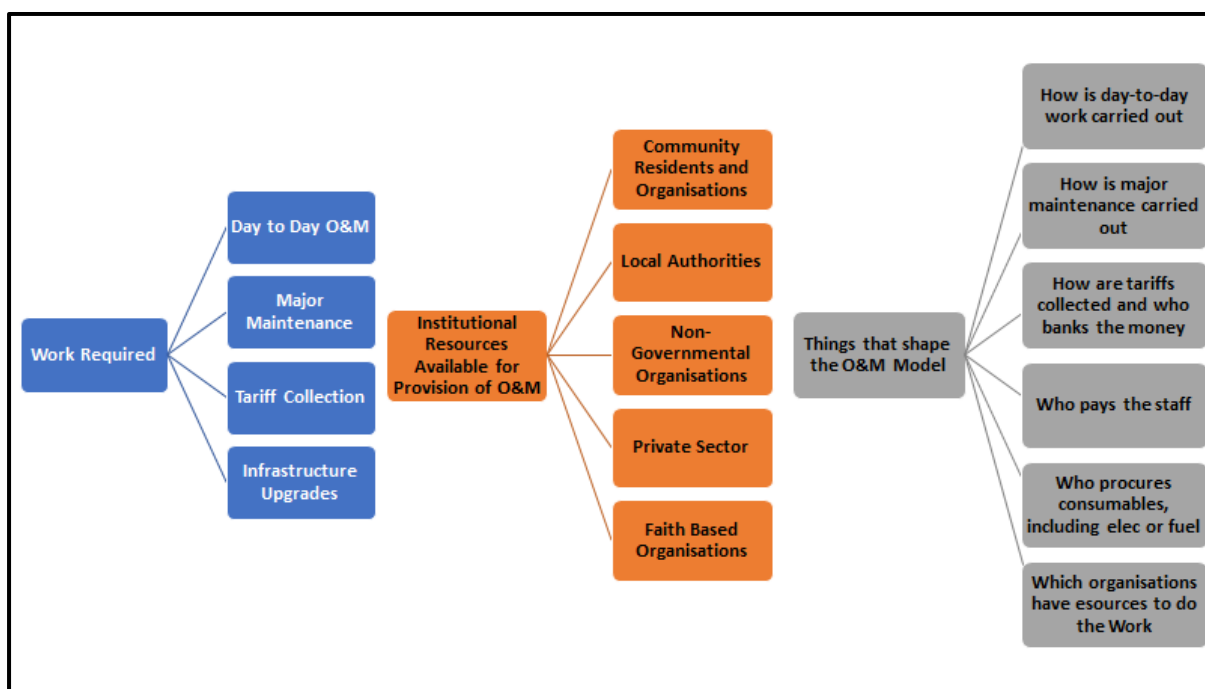 Work Required
Day to Day O&M
Major
Maintenance
Tariff Collection
Infrastructure
Upgrades
Institutional
Resources
Available for
Provision of O&M
Community
Residents and
Organisations
Local Authorities
Non-
Governmental
Organisations
Private Sector
Faith Based
Organisations
Things that shape
the O&M Model
How is day-to-day
work carried out
How is major
maintenance carried
out
How are tariffs
collected and who
banks the money
Who pays the staff
Who procures
consumables,
including elec or fuel
Which organisations
have esources to do
the Work